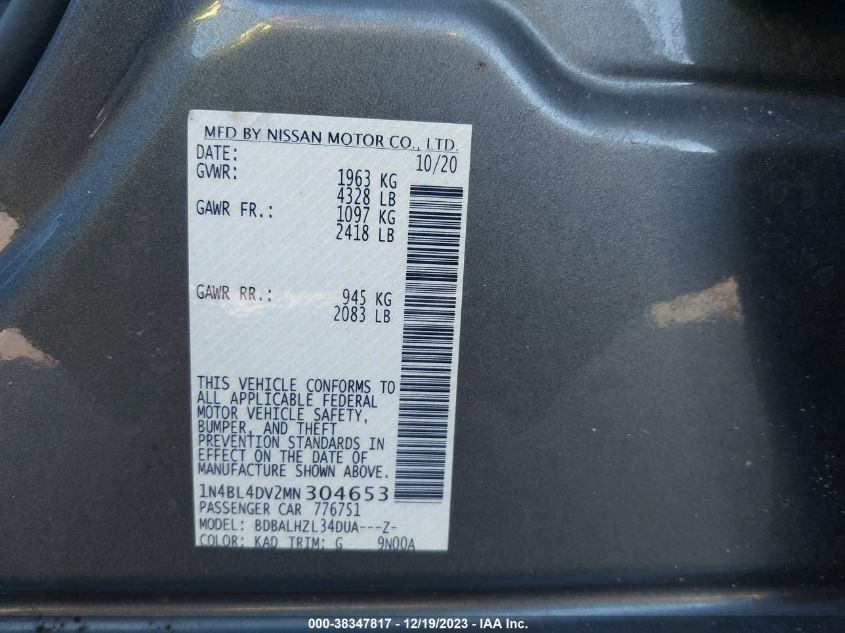 MFD BY NISSAN MOTOR CO., LTD.
DATE: 10/20
GVWR: 1963 KG
4328 LB
GAWR FR.: 1097 KG
2418 LB
GAWR RR.: 945 KG
2083 LB
THIS VEHICLE CONFORMS TO
ALL APPLICABLE FEDERAL
MOTOR VEHICLE SAFETY,
BUMPER, AND THEFT
PREVENTION STANDARDS IN
EFFECT ON THE DATE OF
MANUFACTURE SHOWN ABOVE.
1N4BL4DV2MN304653
PASSENGER CAR 776751
MODEL: BDBALHZL34DUA---Z-
COLOR: KAD TRIM: G 9N00A
000-38347817 - 12/19/2023 - IAA Inc.